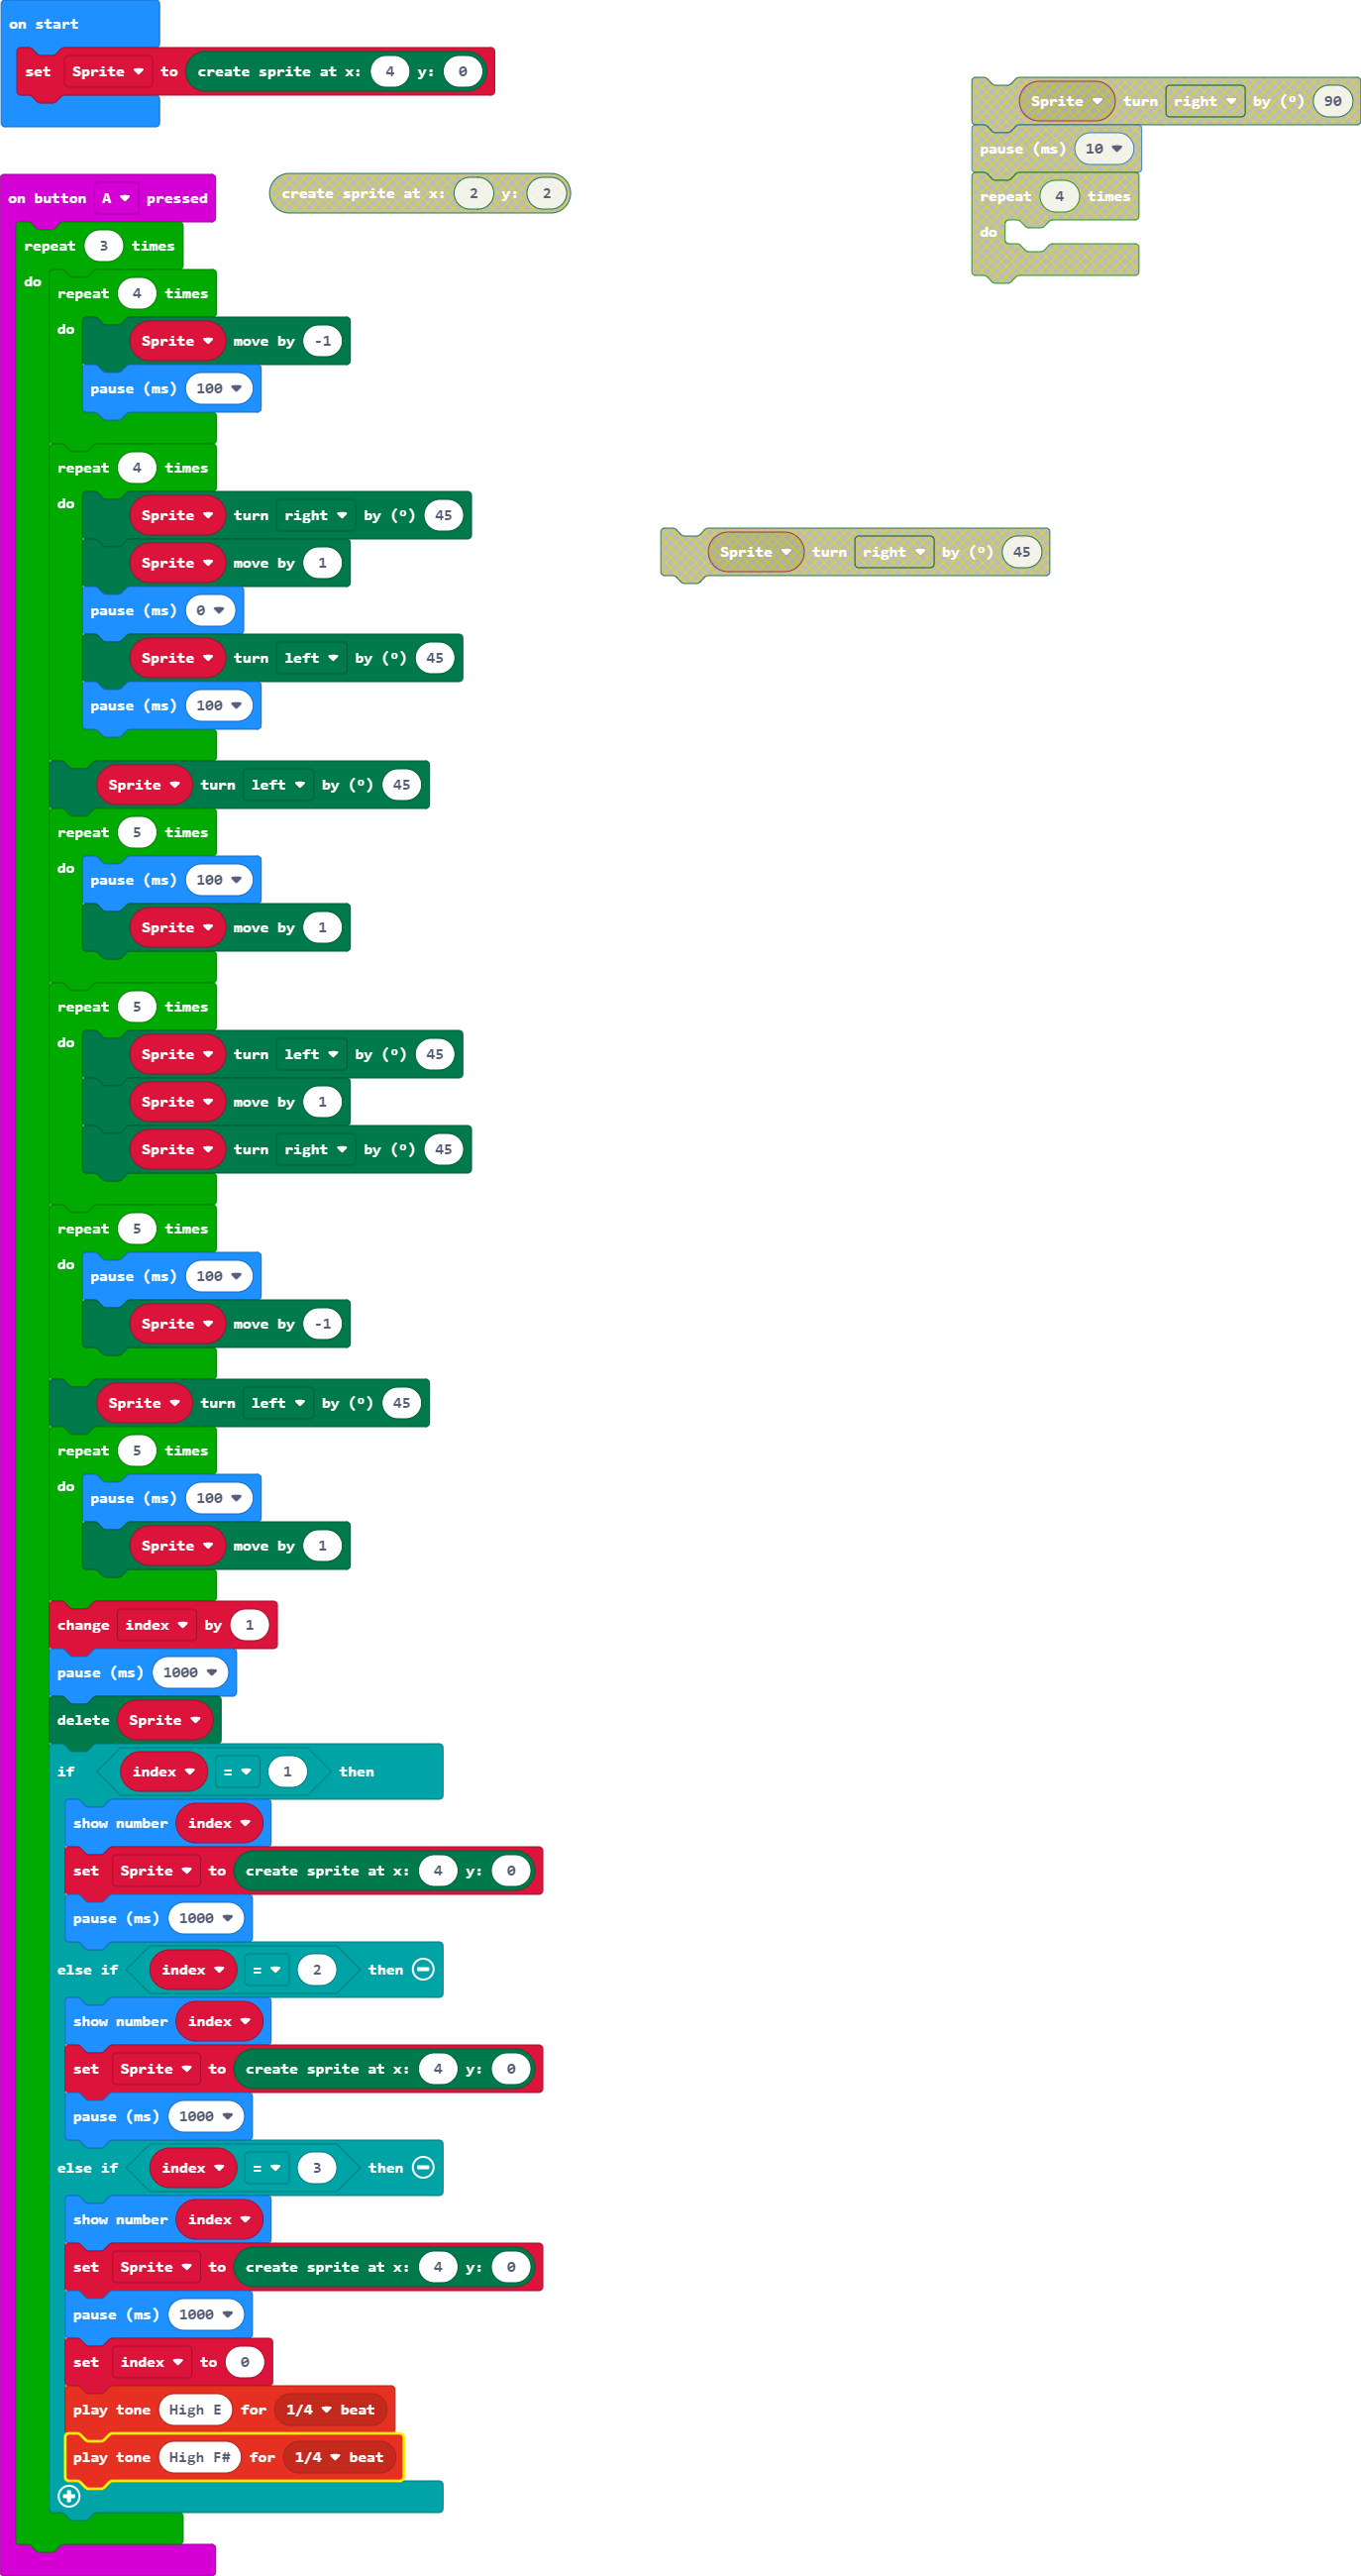 on start
set Sprite to create sprite at x: 4 y: 0
Sprite turn right by (º) 90
pause (ms) 10
repeat 4 times
do
on button A pressed
create sprite at x: 2 y: 2
repeat 3 times
do
repeat 4 times
do
Sprite move by -1
pause (ms) 100
repeat 4 times
do
Sprite turn right by (º) 45
Sprite move by 1
pause (ms) 0
Sprite turn left by (º) 45
pause (ms) 100
Sprite turn right by (º) 45
Sprite turn left by (º) 45
repeat 5 times
do
pause (ms) 100
Sprite move by 1
repeat 5 times
do
Sprite turn left by (º) 45
Sprite move by 1
Sprite turn right by (º) 45
repeat 5 times
do
pause (ms) 100
Sprite move by -1
Sprite turn left by (º) 45
repeat 5 times
do
pause (ms) 100
Sprite move by 1
change index by 1
pause (ms) 1000
delete Sprite
if index = 1 then
show number index
set Sprite to create sprite at x: 4 y: 0
pause (ms) 1000
else if index = 2 then
show number index
set Sprite to create sprite at x: 4 y: 0
pause (ms) 1000
else if index = 3 then
show number index
set Sprite to create sprite at x: 4 y: 0
pause (ms) 1000
set index to 0
play tone High E for 1/4 beat
play tone High F# for 1/4 beat